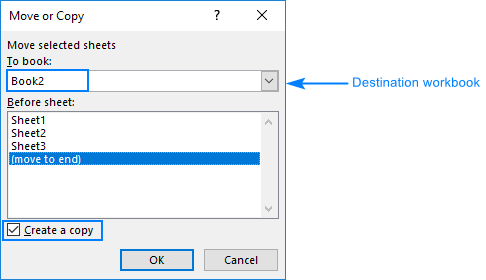 Move or Copy
Move selected sheets
To book:
Book2
Destination workbook
Before sheet:
Sheet1
Sheet2
Sheet3
(move to end)
Create a copy
OK
Cancel